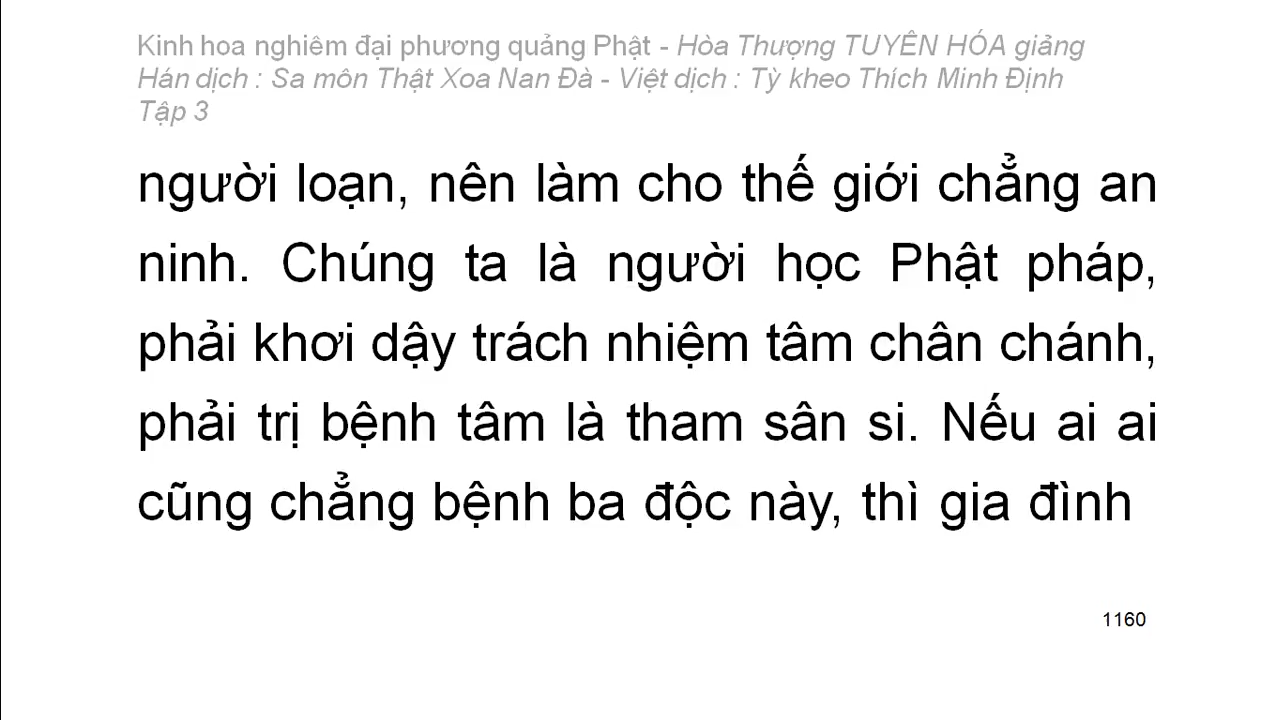 Kinh hoa nghiêm đại phương quảng Phật - Hòa Thượng TUYÊN HÓA giảng
Hán dịch : Sa môn Thật Xoa Nan Đà - Việt dịch : Tỳ kheo Thích Minh Định
Tập 3
người loạn, nên làm cho thế giới chẳng an
ninh. Chúng ta là người học Phật pháp,
phải khơi dậy trách nhiệm tâm chân chánh,
phải trị bệnh tâm là tham sân si. Nếu ai ai
cũng chẳng bệnh ba độc này, thì gia đình
1160